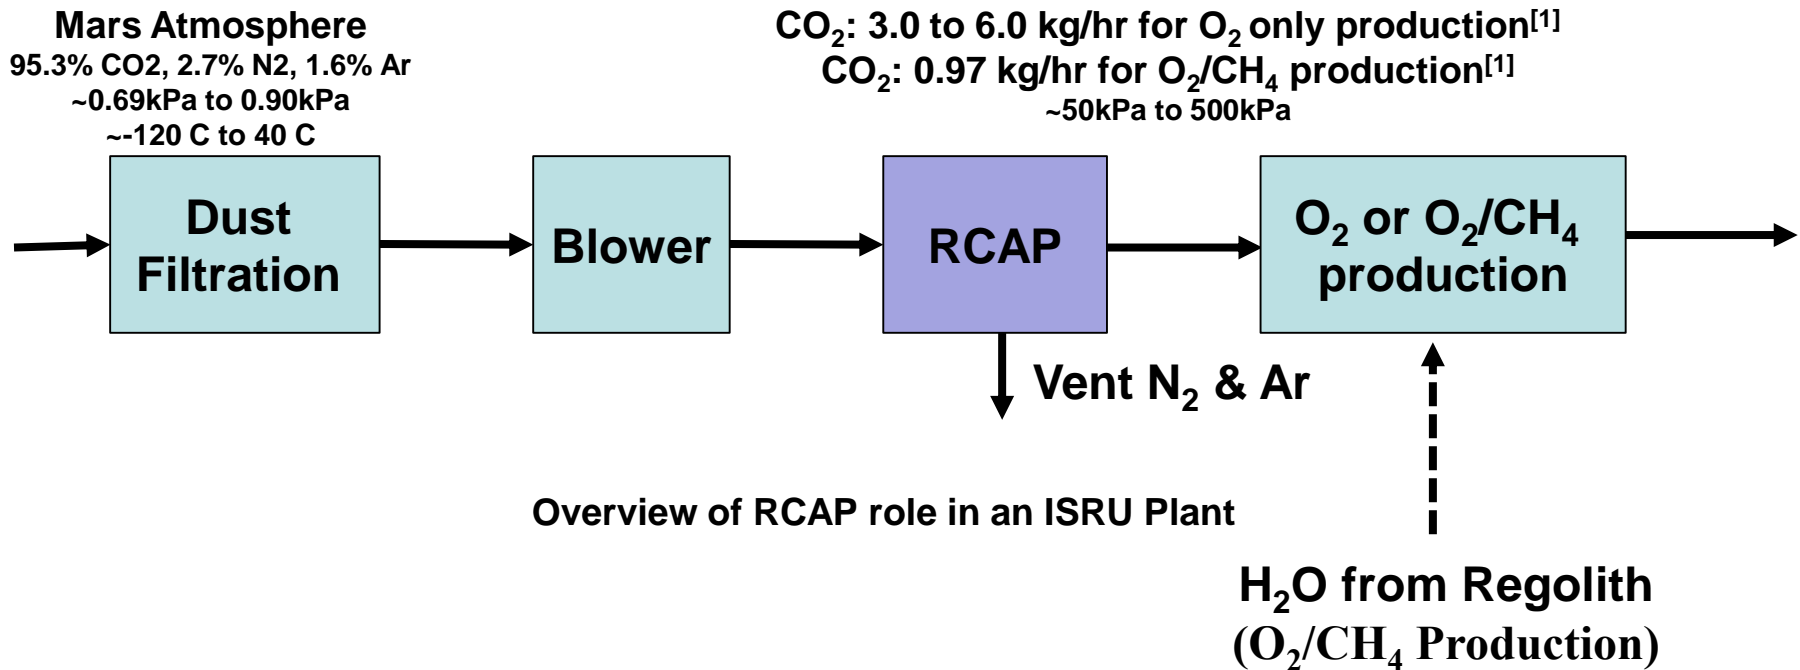 Mars Atmosphere
95.3% CO2, 2.7% N2, 1.6% Ar
~0.69kPa to 0.90kPa
~-120 C to 40 C
CO₂: 3.0 to 6.0 kg/hr for O₂ only production[1]
CO₂: 0.97 kg/hr for O₂/CH₄ production[1]
~50kPa to 500kPa
Dust
Filtration
Blower
RCAP
O₂ or O₂/CH₄
production
Vent N₂ & Ar
Overview of RCAP role in an ISRU Plant
H₂O from Regolith
(O₂/CH₄ Production)